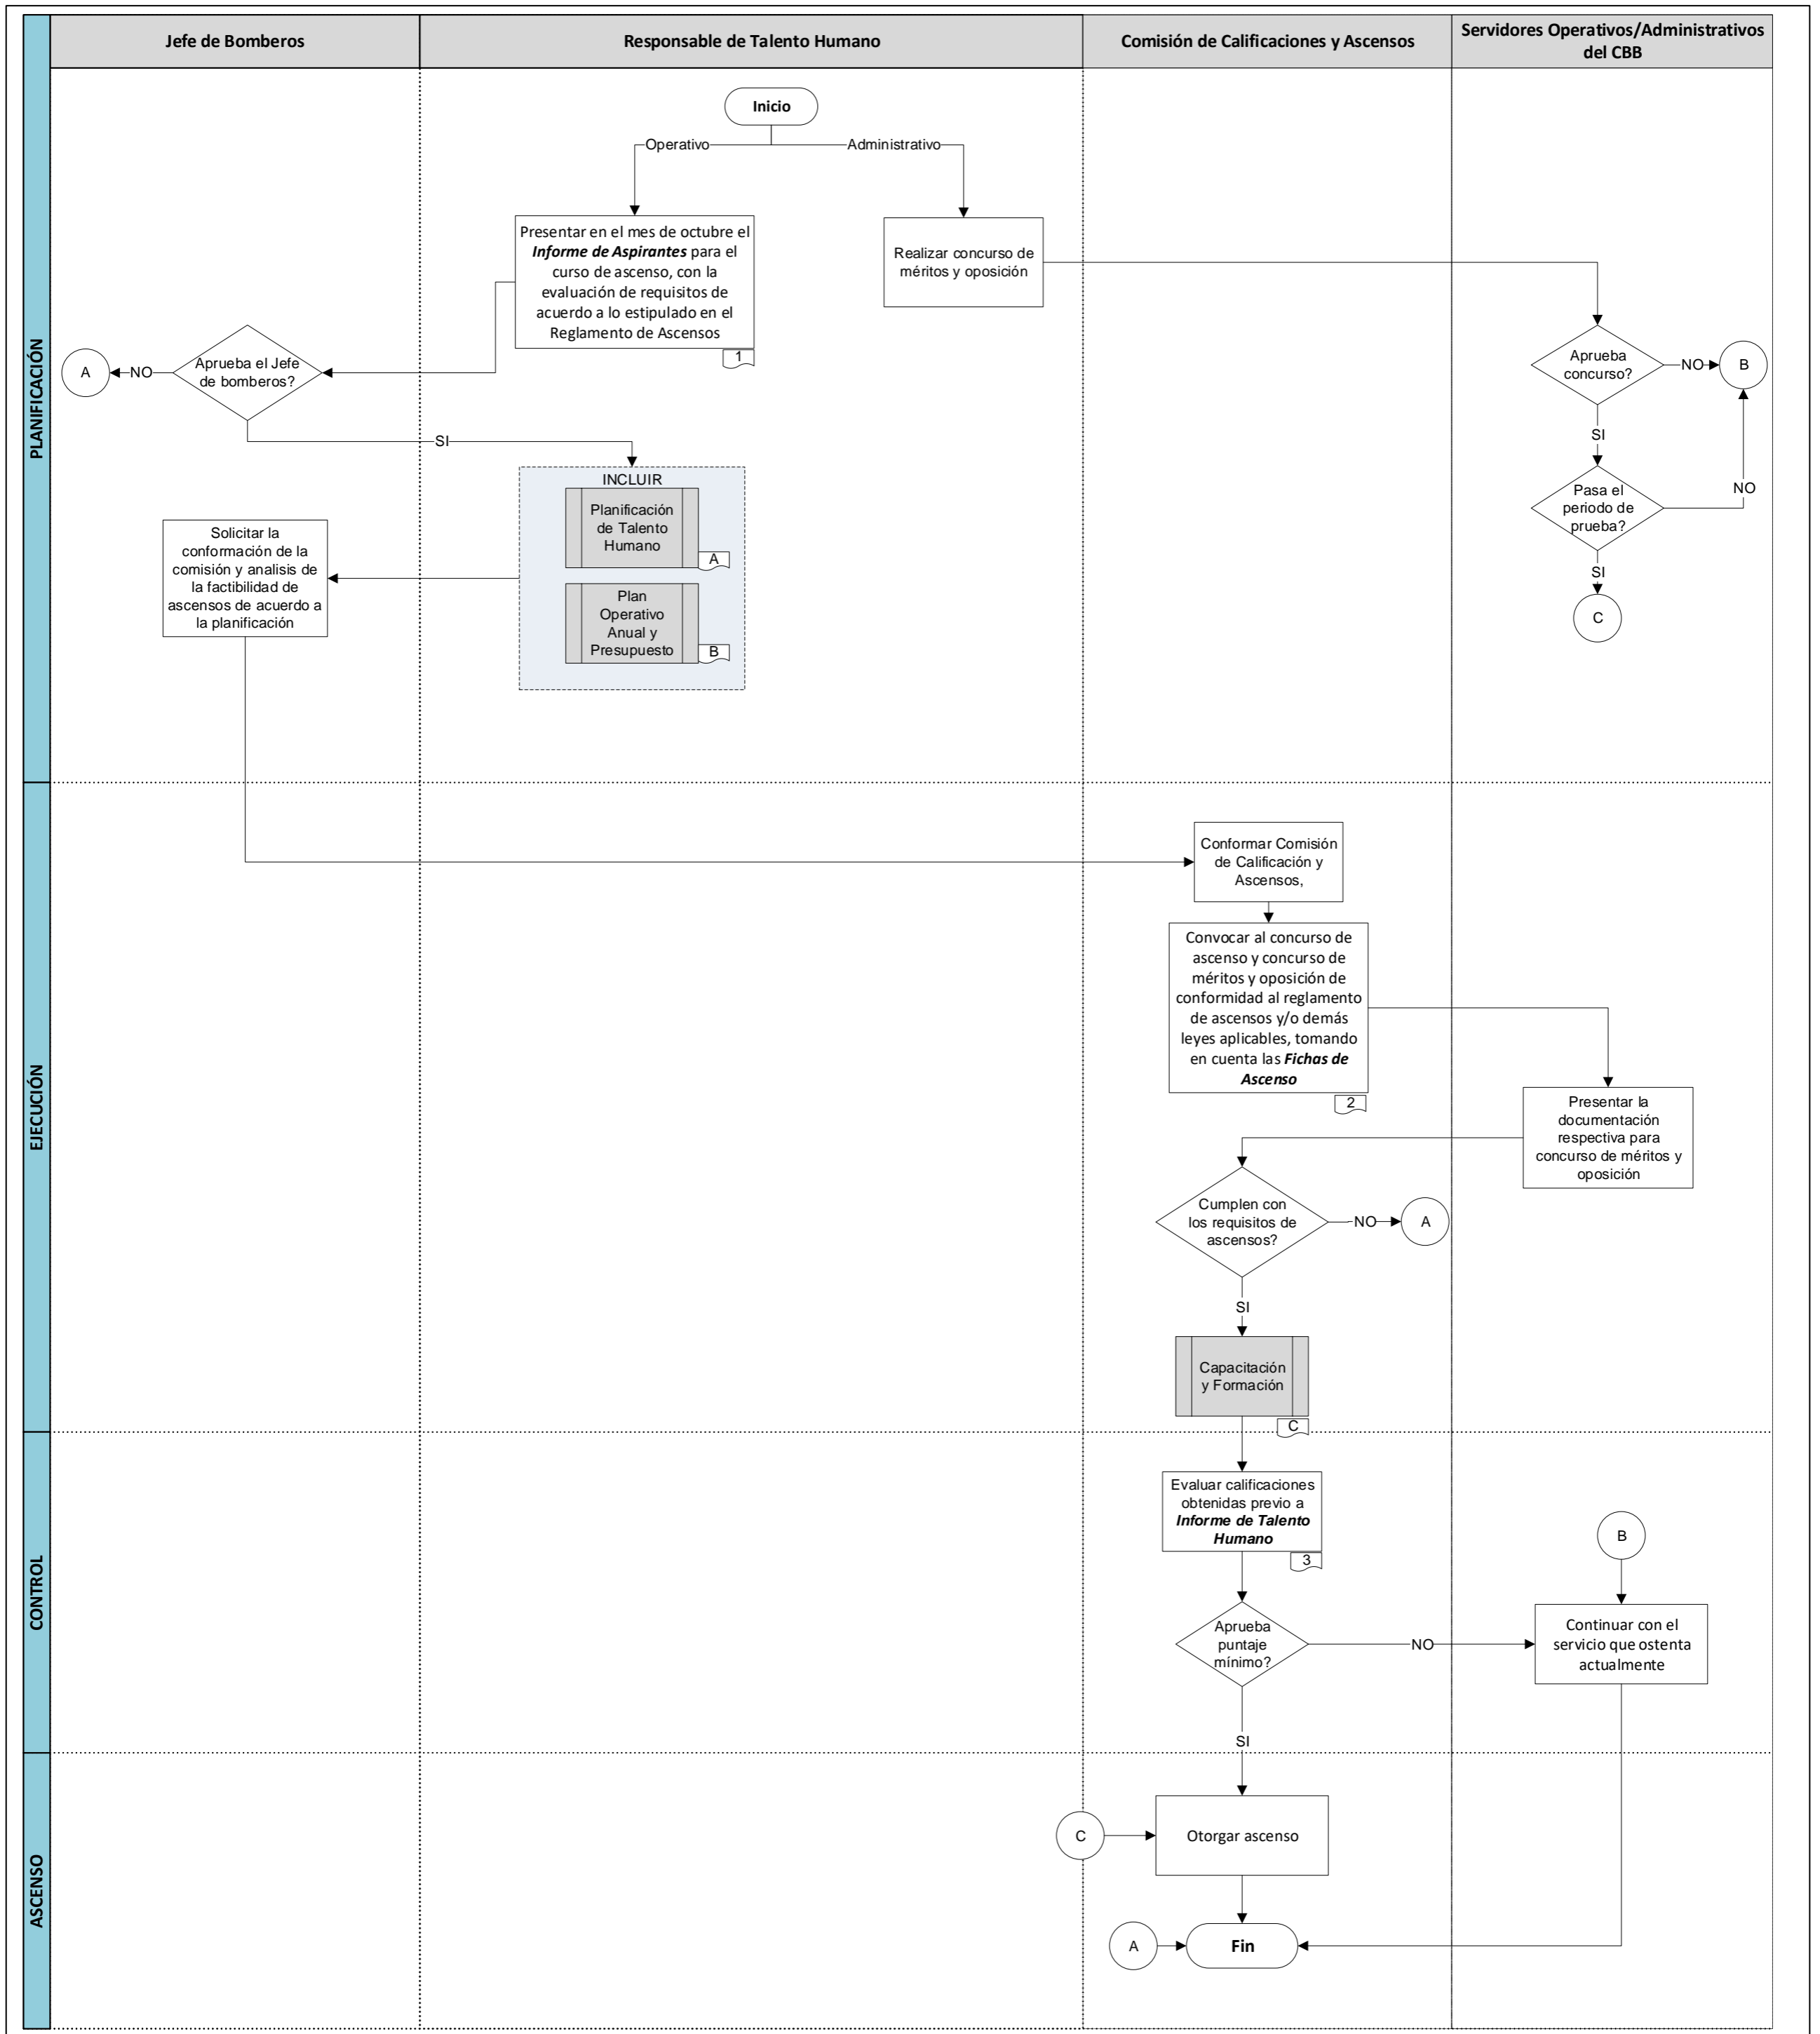 Jefe de Bomberos
Responsable de Talento Humano
Comisión de Calificaciones y Ascensos
Servidores Operativos/Administrativos
del CBB
PLANIFICACIÓN
Inicio
Operativo
Administrativo
Presentar en el mes de octubre el
Informe de Aspirantes para el
curso de ascenso, con la
evaluación de requisitos de
acuerdo a lo estipulado en el
Reglamento de Ascensos
1
Realizar concurso de
méritos y oposición
A
NO
Aprueba el Jefe
de bomberos?
SI
Aprueba
concurso?
NO
B
SI
Pasa el
periodo de
prueba?
NO
SI
C
INCLUIR
Planificación
de Talento
Humano
A
Plan
Operativo
Anual y
Presupuesto
B
Solicitar la
conformación de la
comisión y analisis de
la factibilidad de
ascensos de acuerdo a
la planificación
EJECUCIÓN
Conformar Comisión
de Calificación y
Ascensos,
Convocar al concurso de
ascenso y concurso de
méritos y oposición de
conformidad al reglamento
de ascensos y/o demás
leyes aplicables, tomando
en cuenta las Fichas de
Ascenso
2
Presentar la
documentación
respectiva para
concurso de méritos y
oposición
Cumplen con
los requisitos de
ascensos?
NO
A
SI
Capacitación
y Formación
C
CONTROL
Evaluar calificaciones
obtenidas previo a
Informe de Talento
Humano
3
B
Aprueba
puntaje
mínimo?
NO
Continuar con el
servicio que ostenta
actualmente
SI
ASCENSO
C
Otorgar ascenso
A
Fin